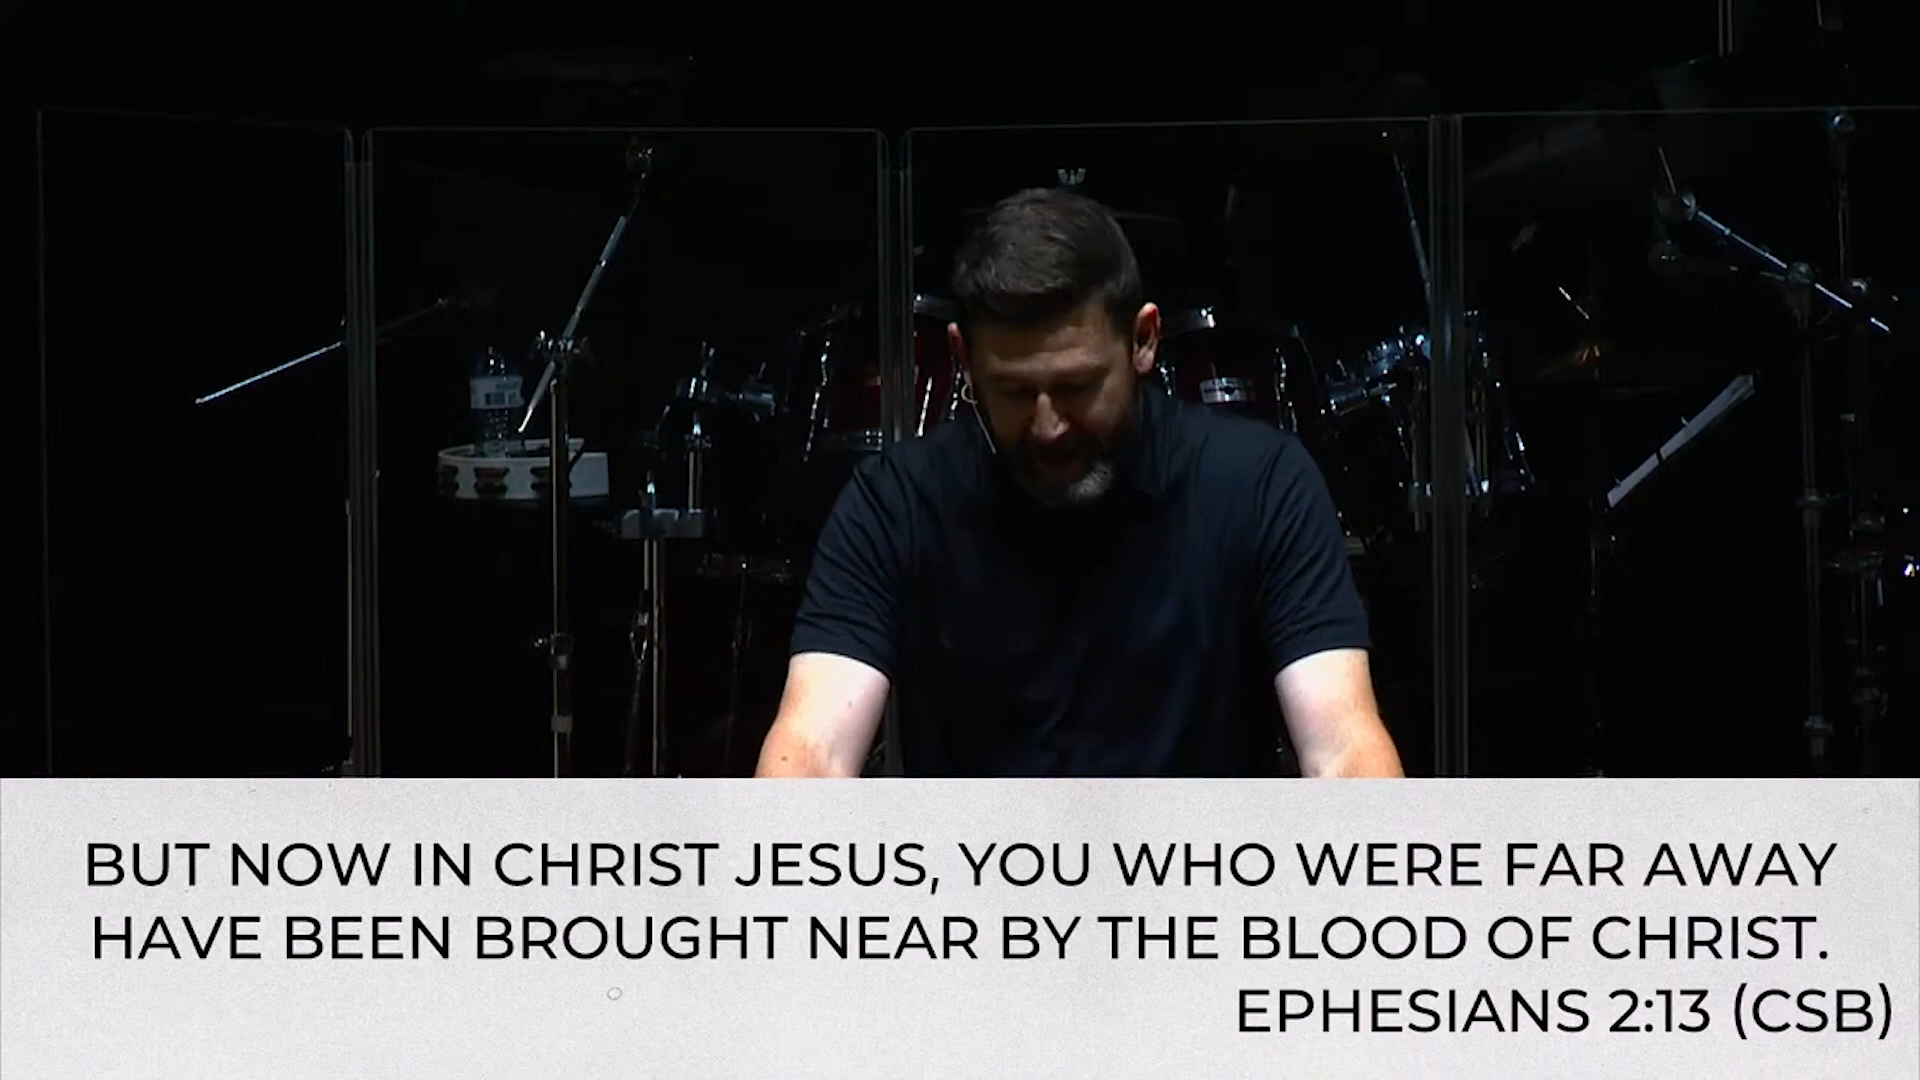 BUT NOW IN CHRIST JESUS, YOU WHO WERE FAR AWAY
HAVE BEEN BROUGHT NEAR BY THE BLOOD OF CHRIST.
EPHESIANS 2:13 (CSB)